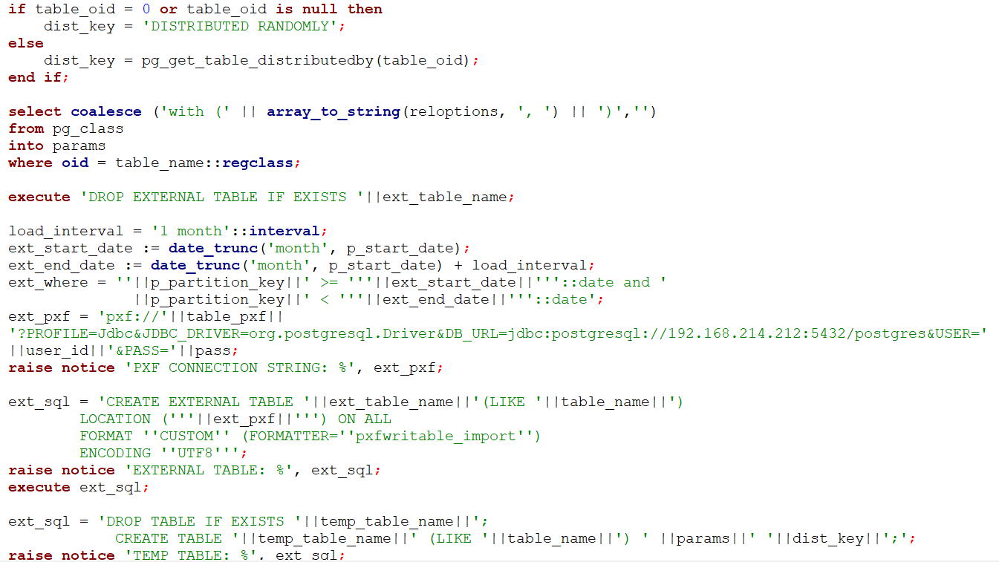 if table_oid = 0 or table_oid is null then
    dist_key = 'DISTRIBUTED RANDOMLY';
else
    dist_key = pg_get_table_distributedby(table_oid);
end if;

select coalesce ('with (' || array_to_string(reloptions, ', ') || ')','')
from pg_class
into params
where oid = table_name::regclass;

execute 'DROP EXTERNAL TABLE IF EXISTS '||ext_table_name;

load_interval = '1 month'::interval;
ext_start_date := date_trunc('month', p_start_date);
ext_end_date := date_trunc('month', p_start_date) + load_interval;
ext_where = ''||p_partition_key||' >= '''||ext_start_date||'''::date and '
              ||p_partition_key||' < '''||ext_end_date||'''::date';
ext_pxf = 'pxf://'||table_pxf||
'?PROFILE=Jdbc&JDBC_DRIVER=org.postgresql.Driver&DB_URL=jdbc:postgresql://192.168.214.212:5432/postgres&USER='
||user_id||'&PASS='||pass;
raise notice 'PXF CONNECTION STRING: %', ext_pxf;

ext_sql = 'CREATE EXTERNAL TABLE '||ext_table_name||'(LIKE '||table_name||')
        LOCATION ('''||ext_pxf||''') ON ALL
        FORMAT ''CUSTOM'' (FORMATTER=''pxfwritable_import'')
        ENCODING ''UTF8''';
raise notice 'EXTERNAL TABLE: %', ext_sql;
execute ext_sql;

ext_sql = 'DROP TABLE IF EXISTS '||temp_table_name||';
            CREATE TABLE '||temp_table_name||' (LIKE '||table_name||') ' ||params||' '||dist_key||';';
raise notice 'TEMP TABLE: %', ext_sql;